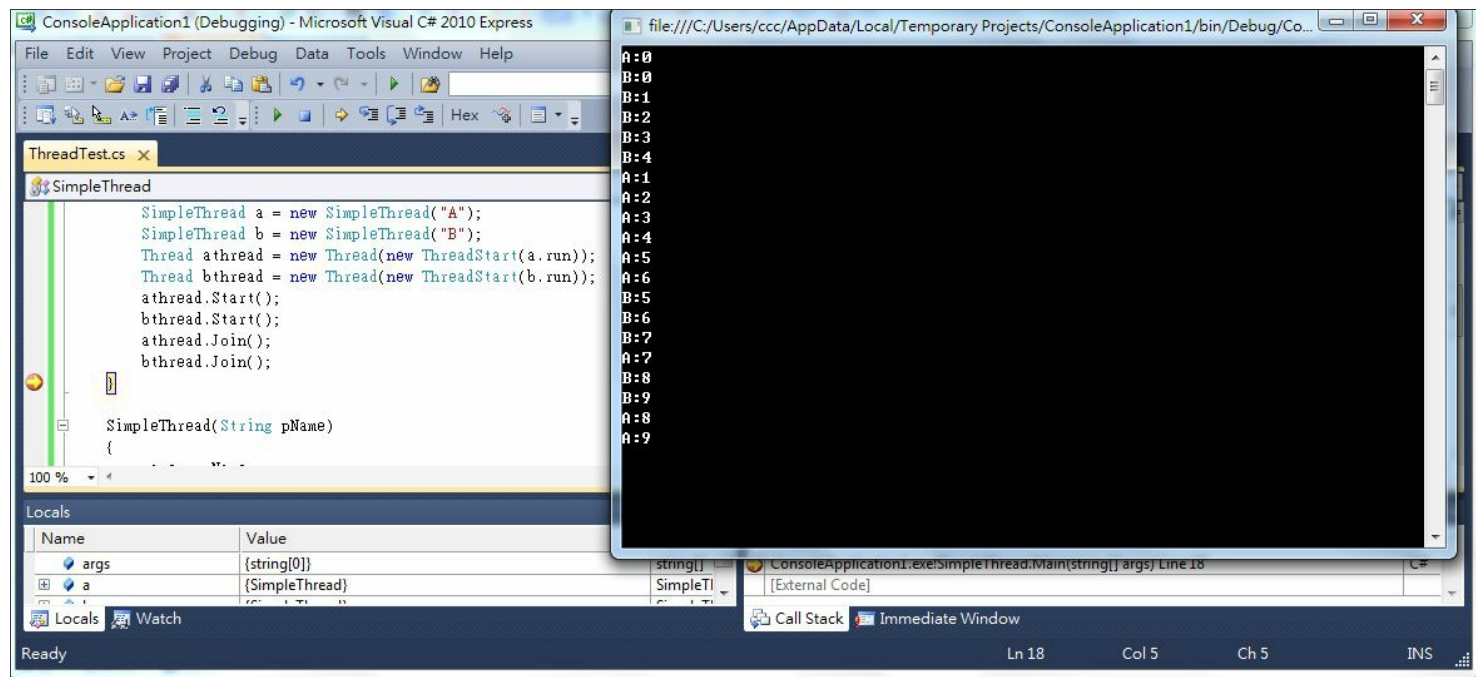 ConsoleApplication1 (Debugging) - Microsoft Visual C# 2010 Express
File Edit View Project Debug Data Tools Window Help
Hex
ThreadTest.cs
SimpleThread
SimpleThread a = new SimpleThread("A");
SimpleThread b = new SimpleThread("B");
Thread athread = new Thread(new ThreadStart(a.run));
Thread bthread = new Thread(new ThreadStart(b.run));
athread.Start();
bthread.Start();
athread.Join();
bthread.Join();
}
SimpleThread(String pName)
{
100 %
file:///C:/Users/ccc/AppData/Local/Temporary Projects/ConsoleApplication1/bin/Debug/Co...
A:0
B:0
B:1
B:2
B:3
B:4
A:1
A:2
A:3
A:4
A:5
A:6
B:5
B:6
B:7
A:7
B:8
B:9
A:8
A:9
Locals
Name Value
args {string[0]} string[]
a {SimpleThread} SimpleTl
Locals Watch
ConsoleApplication1.exe!SimpleThread.Main(string[] args) Line 18 C#
[External Code]
Call Stack Immediate Window
Ready Ln 18 Col 5 Ch 5 INS